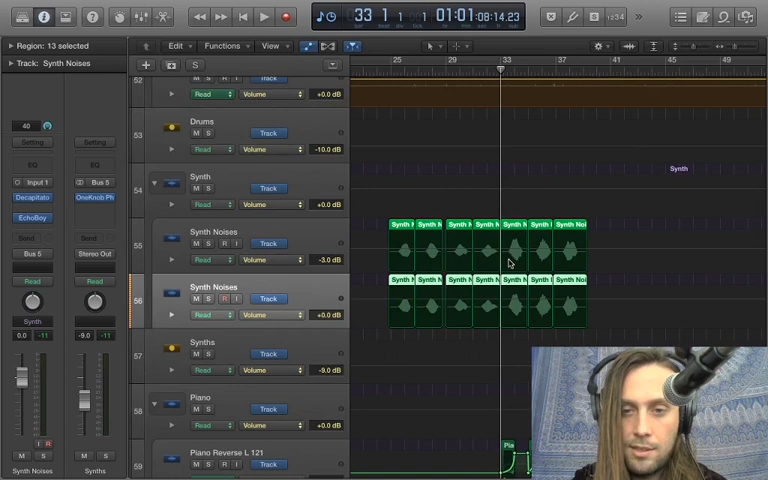 33 1 1 1 01:01:08:14.23
1234
Region: 13 selected
Edit Functions View
Track: Synth Noises
S
25 29 33 37 41 45 49
52 M S R I Track
Read Volume +0.0 dB
53 Drums
M S Track
Read Volume -10.0 dB
54 Synth
M S Track
Read Volume +0.0 dB
Synth
55 Synth Noises
M S R I Track
Read Volume -3.0 dB
Synth N Synth N Synth N Synth N Synth N Synth N Synth Noi
56 Synth Noises
M S R I Track
Read Volume +0.0 dB
Synth N Synth N Synth N Synth N Synth N Synth N Synth Noi
57 Synths
M S Track
Read Volume -9.0 dB
58 Piano
M S Track
Read Volume +0.0 dB
59 Piano Reverse L 121
M S R I Track
Pia
40
Setting Setting
EQ EQ
Input 1 Bus 5
Decapitato OneKnob Ph
EchoBoy
Send Send
Bus 5 Stereo Out
Read Read
Synth
0.0 -11 -9.0 -11
I R
M S M S
Synth Noises Synths